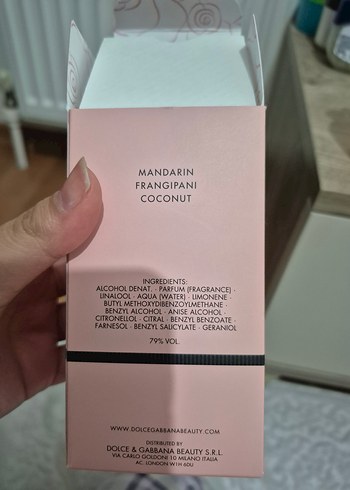 MANDARIN
FRANGIPANI
COCONUT
INGREDIENTS:
ALCOHOL DENAT. · PARFUM (FRAGRANCE) ·
LINALOOL · AQUA (WATER) · LIMONENE ·
BUTYL METHOXYDIBENZOYLMETHANE ·
BENZYL ALCOHOL · ANISE ALCOHOL ·
CITRONELLOL · CITRAL · BENZYL BENZOATE ·
FARNESOL · BENZYL SALICYLATE · GERANIOL
79% VOL.
WWW.DOLCEGABBANABEAUTY.COM
DISTRIBUTED BY
DOLCE & GABBANA BEAUTY S.R.L.
VIA CARLO GOLDONI 10 MILANO ITALIA
AC. LONDON W1H 6DU